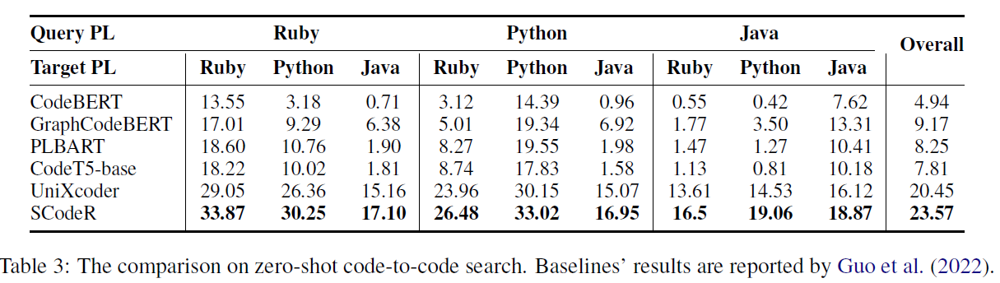 Query PL Ruby Python Java Overall
Target PL Ruby Python Java Ruby Python Java Ruby Python Java
CodeBERT 13.55 3.18 0.71 3.12 14.39 0.96 0.55 0.42 7.62 4.94
GraphCodeBERT 17.01 9.29 6.38 5.01 19.34 6.92 1.77 3.50 13.31 9.17
PLBART 18.60 10.76 1.90 8.27 19.55 1.98 1.47 1.27 10.41 8.25
CodeT5-base 18.22 10.02 1.81 8.74 17.83 1.58 1.13 0.81 10.18 7.81
UniXcoder 29.05 26.36 15.16 23.96 30.15 15.07 13.61 14.53 16.12 20.45
SCodeR 33.87 30.25 17.10 26.48 33.02 16.95 16.5 19.06 18.87 23.57
Table 3: The comparison on zero-shot code-to-code search. Baselines' results are reported by Guo et al. (2022).